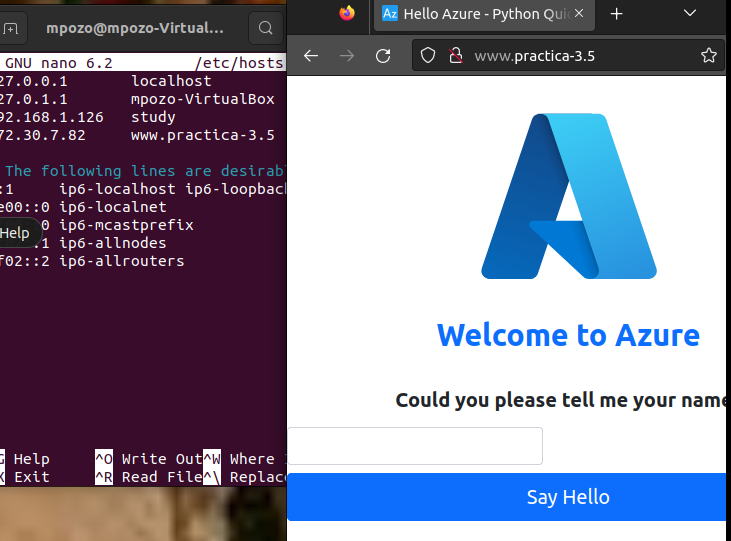 mpozo@mpozo-Virtual...
GNU nano 6.2 /etc/hosts
27.0.0.1 localhost
27.0.1.1 mpozo-VirtualBox
92.168.1.126 study
72.30.7.82 www.practica-3.5
The following lines are desirabl
:1 ip6-localhost ip6-loopback
e00::0 ip6-localnet
0 ip6-mcastprefix
Help
:1 ip6-allnodes
f02::2 ip6-allrouters
G Help ^O Write Out ^W Where I
X Exit ^R Read File ^\ Replace
Hello Azure - Python Quic
www.practica-3.5
Welcome to Azure
Could you please tell me your name
Say Hello